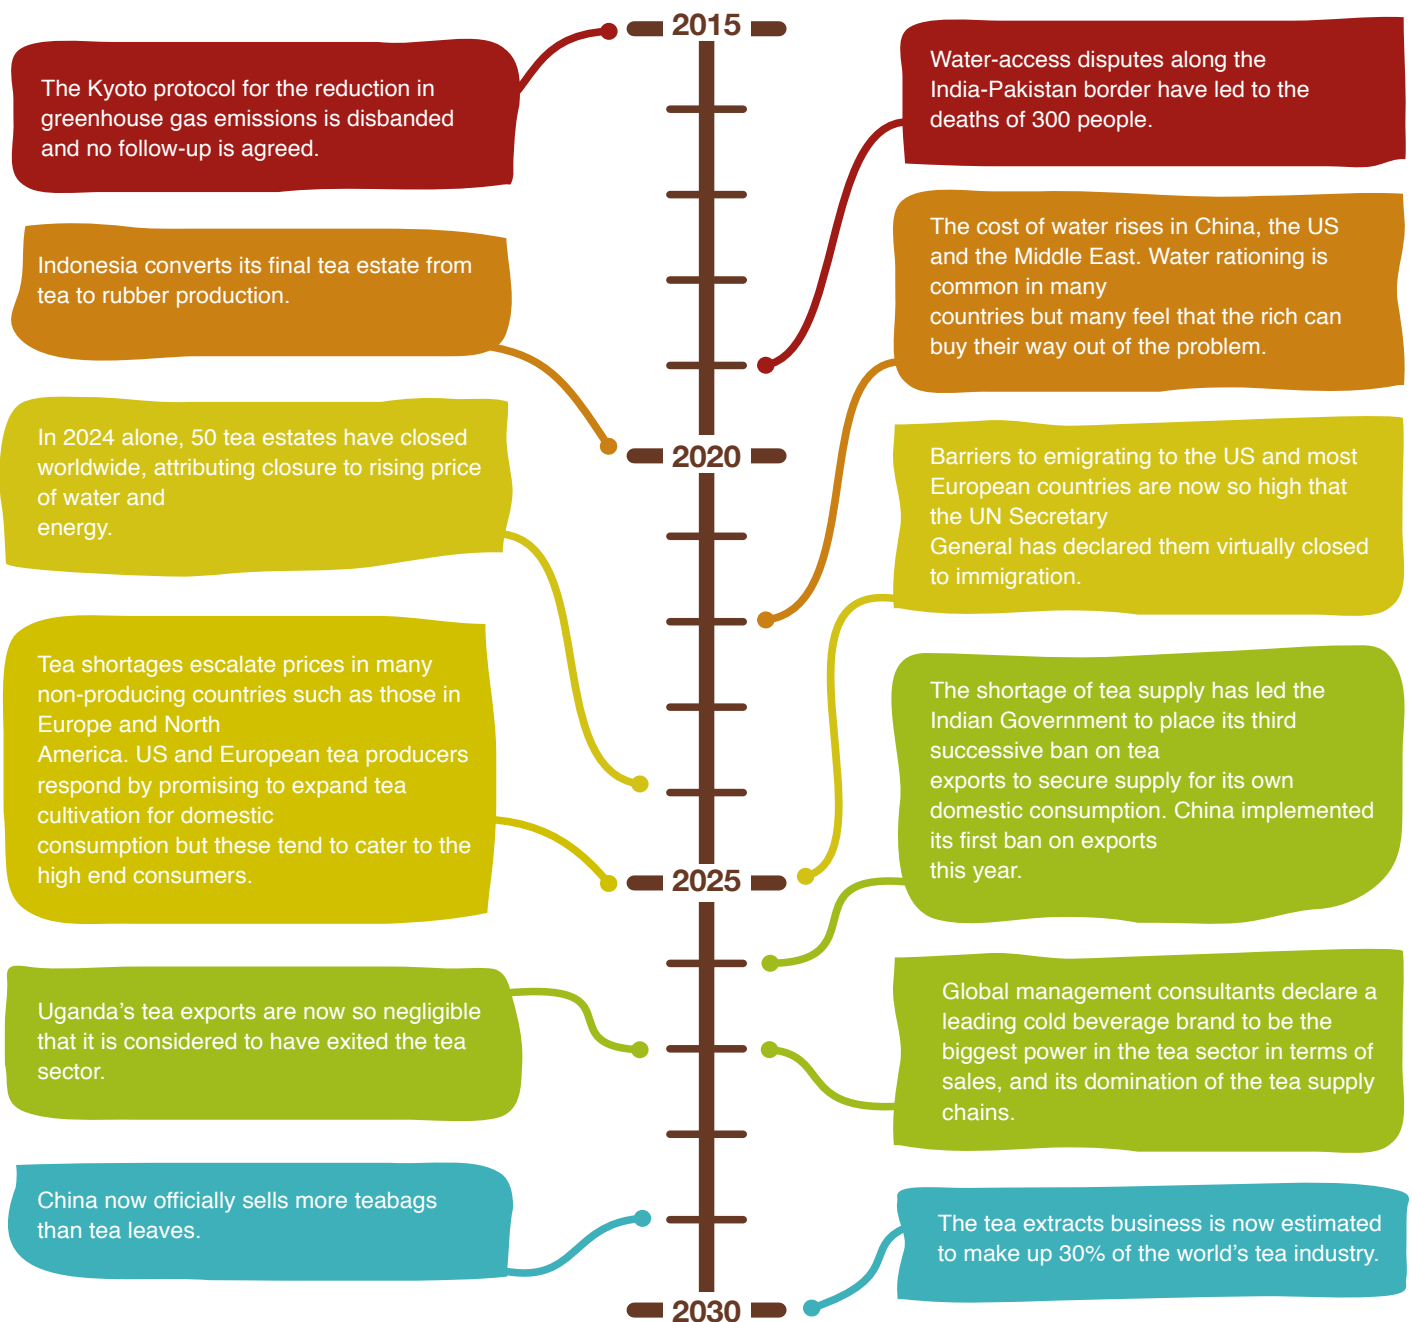 2015
The Kyoto protocol for the reduction in
greenhouse gas emissions is disbanded
and no follow-up is agreed.
Water-access disputes along the
India-Pakistan border have led to the
deaths of 300 people.
Indonesia converts its final tea estate from
tea to rubber production.
The cost of water rises in China, the US
and the Middle East. Water rationing is
common in many
countries but many feel that the rich can
buy their way out of the problem.
2020
In 2024 alone, 50 tea estates have closed
worldwide, attributing closure to rising price
of water and
energy.
Barriers to emigrating to the US and most
European countries are now so high that
the UN Secretary
General has declared them virtually closed
to immigration.
Tea shortages escalate prices in many
non-producing countries such as those in
Europe and North
America. US and European tea producers
respond by promising to expand tea
cultivation for domestic
consumption but these tend to cater to the
high end consumers.
2025
The shortage of tea supply has led the
Indian Government to place its third
successive ban on tea
exports to secure supply for its own
domestic consumption. China implemented
its first ban on exports
this year.
Uganda’s tea exports are now so negligible
that it is considered to have exited the tea
sector.
Global management consultants declare a
leading cold beverage brand to be the
biggest power in the tea sector in terms of
sales, and its domination of the tea supply
chains.
China now officially sells more teabags
than tea leaves.
The tea extracts business is now estimated
to make up 30% of the world’s tea industry.
2030